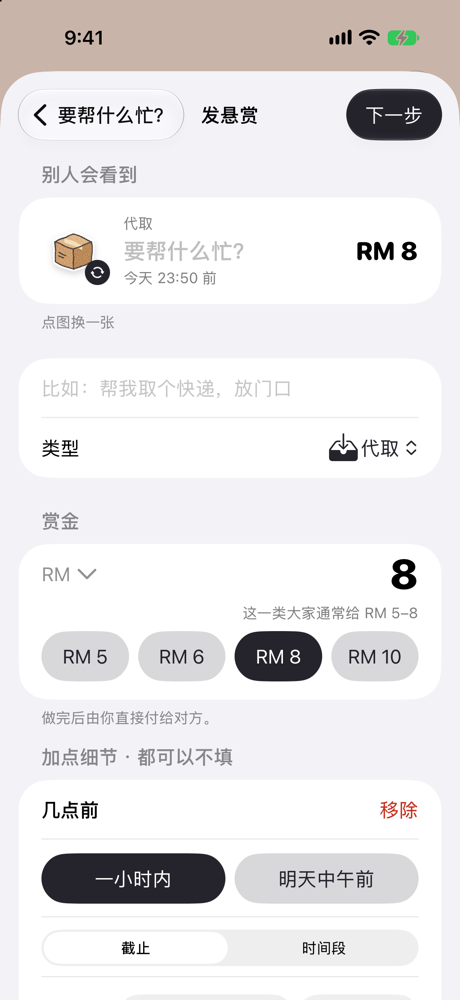 9:41
要帮什么忙?
发悬赏
下一步
别人会看到
代取
要帮什么忙?
RM 8
今天 23:50 前
点图换一张
比如：帮我取个快递，放门口
类型
代取
赏金
RM
8
这一类大家通常给 RM 5–8
RM 5
RM 6
RM 8
RM 10
做完后由你直接付给对方。
加点细节 · 都可以不填
几点前
移除
一小时内
明天中午前
截止
时间段